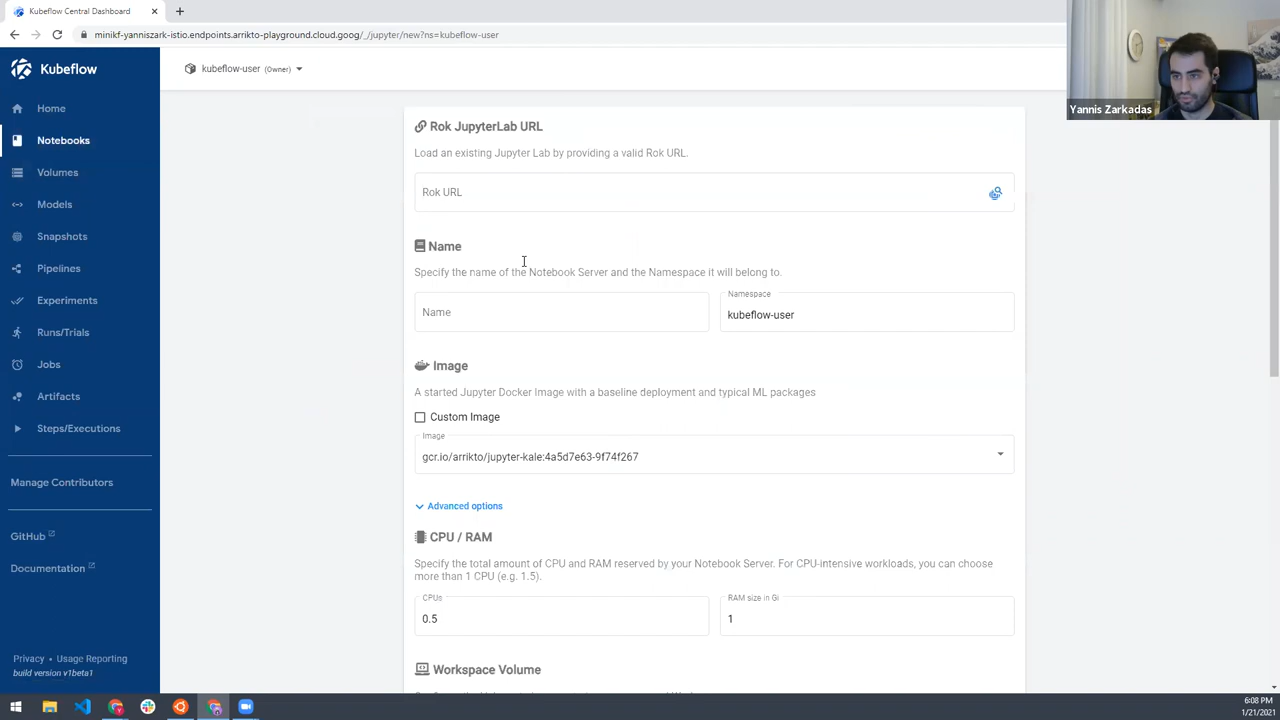 Kubeflow Central Dashboard
minikf-yanniszark-istio.endpoints.arrikto-playground.cloud.goog/_/jupyter/new?ns=kubeflow-user
Yannis Zarkadas
Kubeflow
kubeflow-user (Owner)
Home
Notebooks
Volumes
Models
Snapshots
Pipelines
Experiments
Runs/Trials
Jobs
Artifacts
Steps/Executions
Manage Contributors
GitHub
Documentation
Privacy • Usage Reporting
build version v1beta1
Rok JupyterLab URL
Load an existing Jupyter Lab by providing a valid Rok URL.
Rok URL
Name
Specify the name of the Notebook Server and the Namespace it will belong to.
Name
Namespace
kubeflow-user
Image
A started Jupyter Docker Image with a baseline deployment and typical ML packages
Custom Image
Image
gcr.io/arrikto/jupyter-kale:4a5d7e63-9f74f267
Advanced options
CPU / RAM
Specify the total amount of CPU and RAM reserved by your Notebook Server. For CPU-intensive workloads, you can choose
more than 1 CPU (e.g. 1.5).
CPUs
0.5
RAM size in Gi
1
Workspace Volume
6:08 PM
1/21/2021